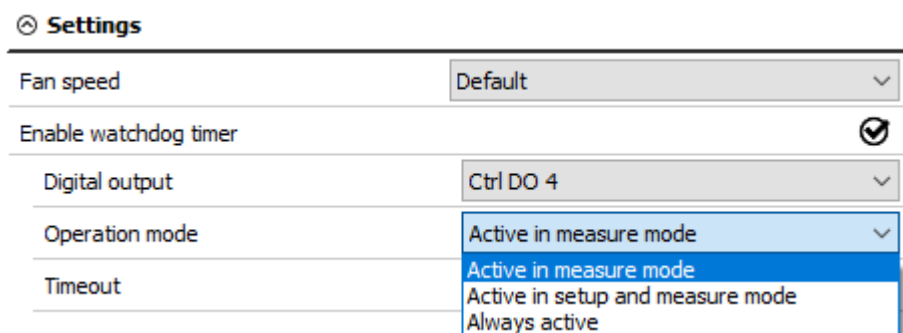 Settings
Fan speed Default
Enable watchdog timer
Digital output Ctrl DO 4
Operation mode Active in measure mode
Active in measure mode
Timeout
Active in setup and measure mode
Always active